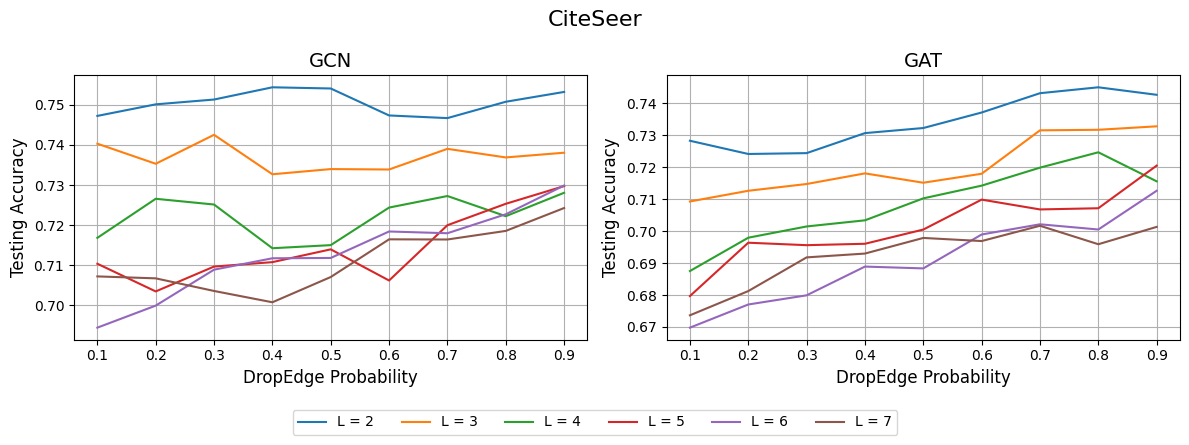 CiteSeer
GCN
Testing Accuracy
0.75
0.74
0.73
0.72
0.71
0.70
0.1 0.2 0.3 0.4 0.5 0.6 0.7 0.8 0.9
DropEdge Probability
GAT
Testing Accuracy
0.74
0.73
0.72
0.71
0.70
0.69
0.68
0.67
0.1 0.2 0.3 0.4 0.5 0.6 0.7 0.8 0.9
DropEdge Probability
L = 2 L = 3 L = 4 L = 5 L = 6 L = 7